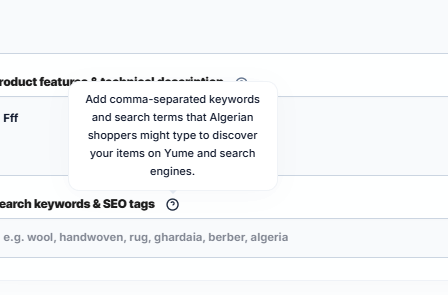 roduct features & technical description
Add comma-separated keywords
and search terms that Algerian
shoppers might type to discover
your items on Yume and search
engines.
Fff
earch keywords & SEO tags
e.g. wool, handwoven, rug, ghardaia, berber, algeria